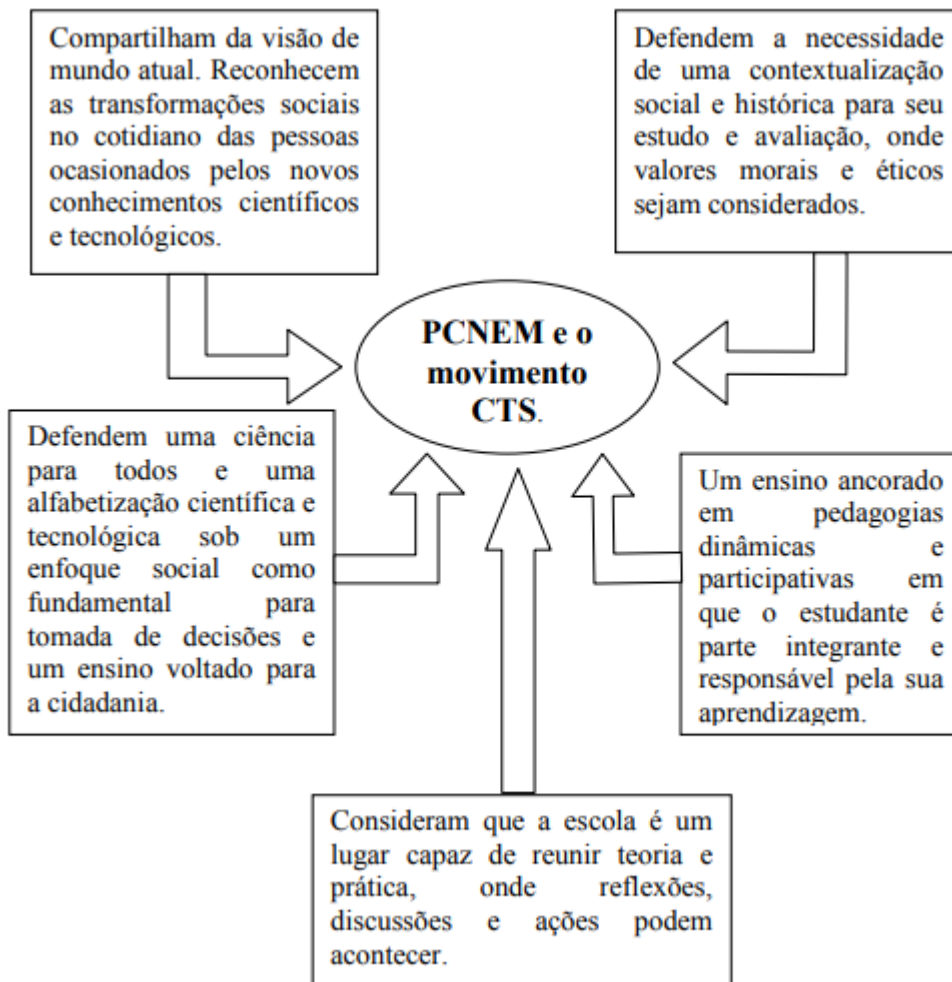 Compartilham da visão de
mundo atual. Reconhecem
as transformações sociais
no cotidiano das pessoas
ocasionados pelos novos
conhecimentos científicos
e tecnológicos.
Defendem a necessidade
de uma contextualização
social e histórica para seu
estudo e avaliação, onde
valores morais e éticos
sejam considerados.
PCNEM e o
movimento
CTS.
Defendem uma ciência
para todos e uma
alfabetização científica e
tecnológica sob um
enfoque social como
fundamental para
tomada de decisões e
um ensino voltado para
a cidadania.
Um ensino ancorado
em pedagogias
dinâmicas e
participativas em
que o estudante é
parte integrante e
responsável pela sua
aprendizagem.
Consideram que a escola é um
lugar capaz de reunir teoria e
prática, onde reflexões,
discussões e ações podem
acontecer.